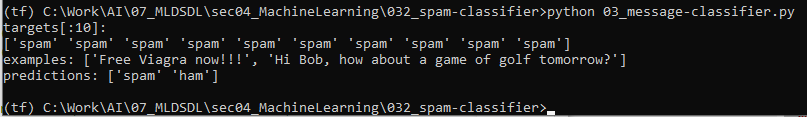 (tf) C:\Work\AI\07_MLDSDL\sec04_MachineLearning\032_spam-classifier>python 03_message-classifier.py
targets[:10]:
['spam' 'spam' 'spam' 'spam' 'spam' 'spam' 'spam' 'spam' 'spam' 'spam']
examples: ['Free Viagra now!!!', 'Hi Bob, how about a game of golf tomorrow?']
predictions: ['spam' 'ham']
(tf) C:\Work\AI\07_MLDSDL\sec04_MachineLearning\032_spam-classifier>